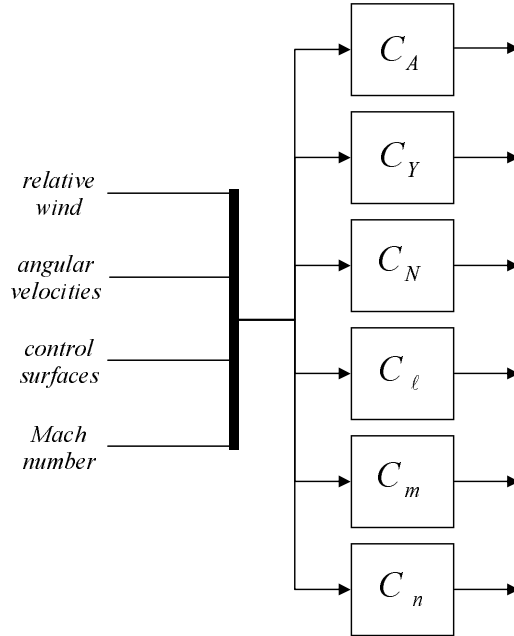 relative
wind
angular
velocities
control
surfaces
Mach
number
C_A
C_Y
C_N
C_ℓ
C_m
C_n